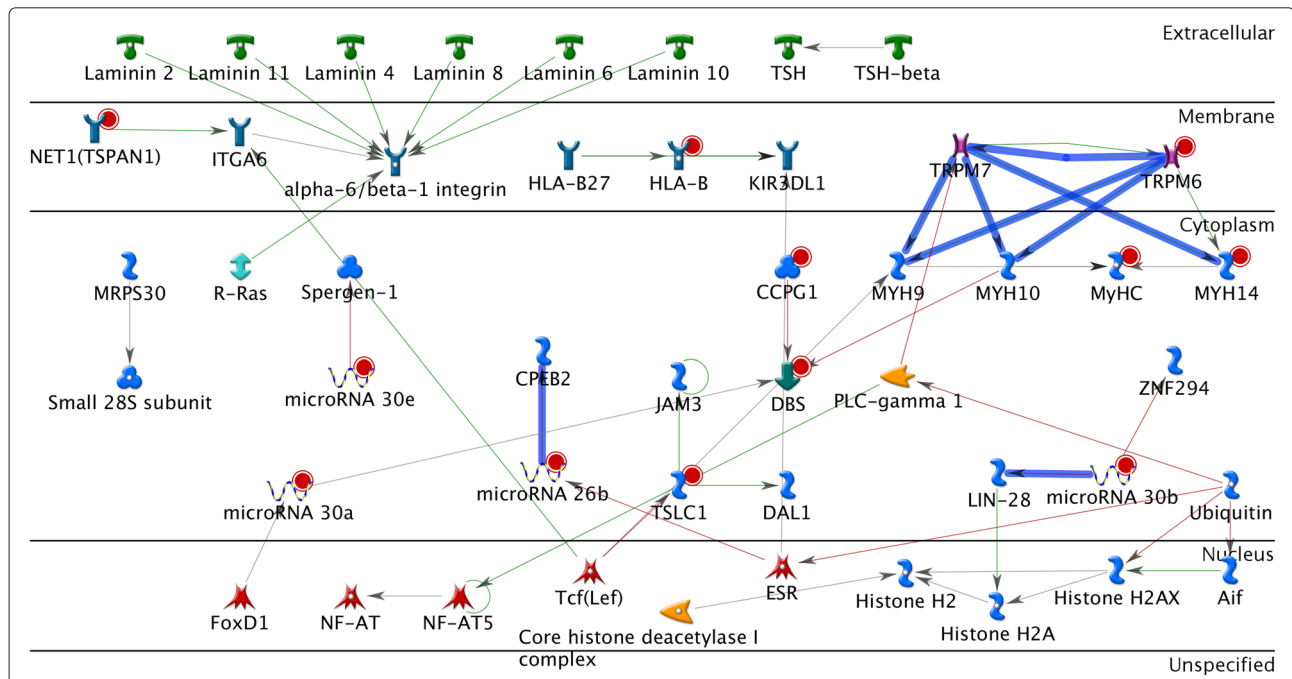 Extracellular
Laminin 2
Laminin 11
Laminin 4
Laminin 8
Laminin 6
Laminin 10
TSH
TSH-beta
Membrane
NET1(TSPAN1)
ITGA6
alpha-6/beta-1 integrin
HLA-B27
HLA-B
KIR3DL1
TRPM7
TRPM6
Cytoplasm
MRPS30
R-Ras
Spergen-1
CCPG1
MYH9
MYH10
MyHC
MYH14
Small 28S subunit
microRNA 30e
CPEB2
JAM3
DBS
PLC-gamma 1
ZNF294
microRNA 30a
microRNA 26b
TSLC1
DAL1
LIN-28
microRNA 30b
Ubiquitin
Nucleus
FoxD1
NF-AT
NF-AT5
Tcf(Lef)
Core histone deacetylase I
complex
ESR
Histone H2
Histone H2A
Histone H2AX
Aif
Unspecified